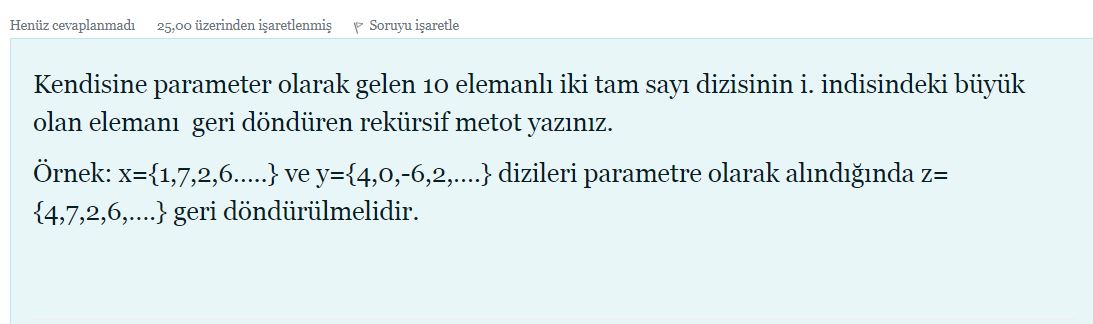 Henüz cevaplanmadı 25,00 üzerinden işaretlenmiş Soruyu işaretle
Kendisine parameter olarak gelen 10 elemanlı iki tam sayı dizisinin i. indisindeki büyük
olan elemanı geri döndüren rekürsif metot yazınız.
Örnek: x={1,7,2,6.....} ve y={4,0,-6,2,....} dizileri parametre olarak alındığında z=
{4,7,2,6,....} geri döndürülmelidir.